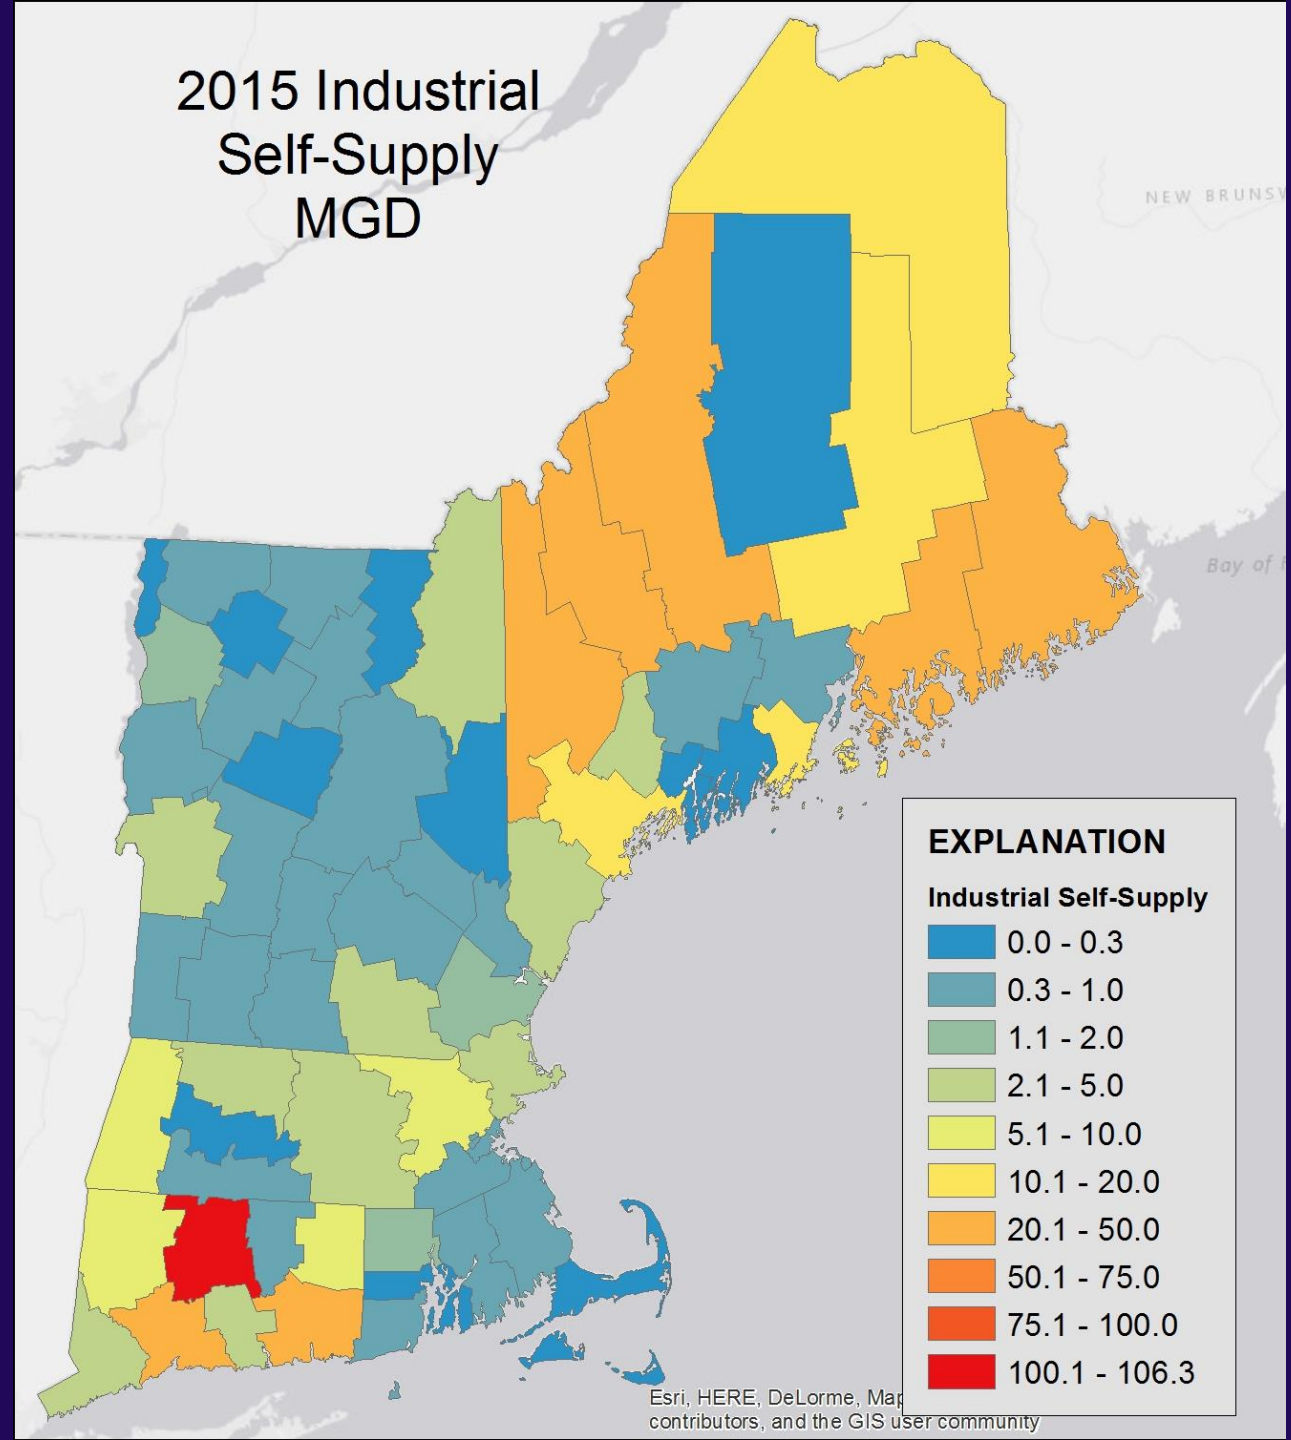 2015 Industrial
Self-Supply
MGD
NEW
Bay of
EXPLANATION
Industrial Self-Supply
0.0 - 0.3
0.3 - 1.0
1.1 - 2.0
2.1 - 5.0
5.1 - 10.0
10.1 - 20.0
20.1 - 50.0
50.1 - 75.0
75.1 - 100.0
100.1 - 106.3
Esri, HERE, DeLorme, Map
contributors, and the GIS user community